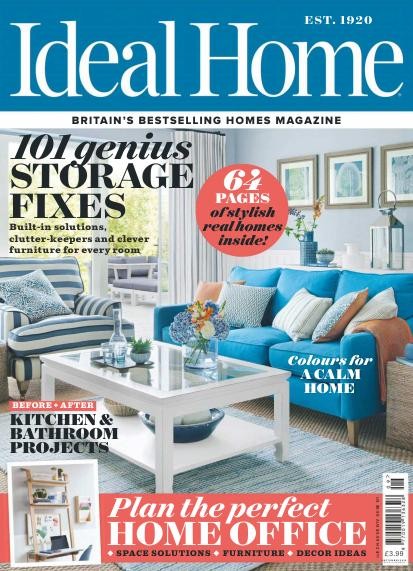 EST. 1920
Ideal Home
BRITAIN'S BESTSELLING HOMES MAGAZINE
101 genius
STORAGE
FIXES
Built-in solutions,
clutter-keepers and clever
furniture for every room
64
PAGES
of stylish
real homes
inside!
Colours for
A CALM
HOME
BEFORE + AFTER
KITCHEN &
BATHROOM
PROJECTS
Plan the perfect
HOME OFFICE
SPACE SOLUTIONS FURNITURE DECOR IDEAS
£3.99